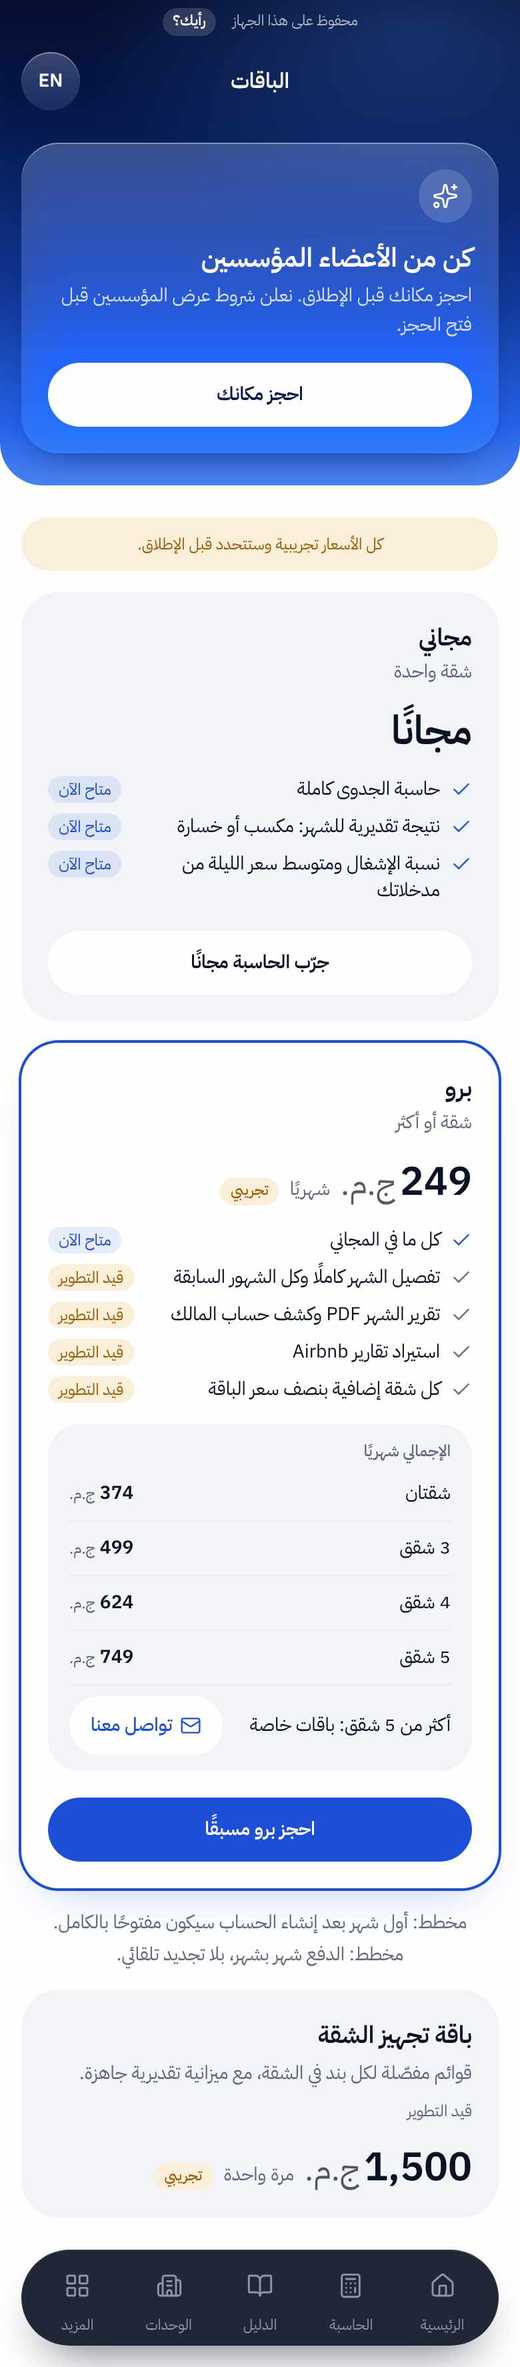 محفوظ على هذا الجهاز
رأيك؟
الباقات
EN
كن من الأعضاء المؤسسين
احجز مكانك قبل الإطلاق. نعلن شروط عرض المؤسسين قبل
فتح الحجز.
احجز مكانك
كل الأسعار تجريبية وستتحدد قبل الإطلاق.
مجاني
شقة واحدة
مجانًا
حاسبة الجدوى كاملة
متاح الآن
نتيجة تقديرية للشهر: مكسب أو خسارة
متاح الآن
نسبة الإشغال ومتوسط سعر الليلة من
مدخلاتك
متاح الآن
جرّب الحاسبة مجانًا
برو
شقة أو أكثر
249 ج.م. شهريًا تجريبي
كل ما في المجاني
متاح الآن
تفصيل الشهر كاملًا وكل الشهور السابقة
قيد التطوير
تقرير الشهر PDF وكشف حساب المالك
قيد التطوير
استيراد تقارير Airbnb
قيد التطوير
كل شقة إضافية بنصف سعر الباقة
قيد التطوير
الإجمالي شهريًا
شقتان
374 ج.م.
3 شقق
499 ج.م.
4 شقق
624 ج.م.
5 شقق
749 ج.م.
أكثر من 5 شقق: باقات خاصة
تواصل معنا
احجز برو مسبقًا
مخطط: أول شهر بعد إنشاء الحساب سيكون مفتوحًا بالكامل.
مخطط: الدفع شهر بشهر، بلا تجديد تلقائي.
باقة تجهيز الشقة
قوائم مفصّلة لكل بند في الشقة، مع ميزانية تقديرية جاهزة.
قيد التطوير
1,500 ج.م. مرة واحدة تجريبي
الرئيسية
الحاسبة
الدليل
الوحدات
المزيد